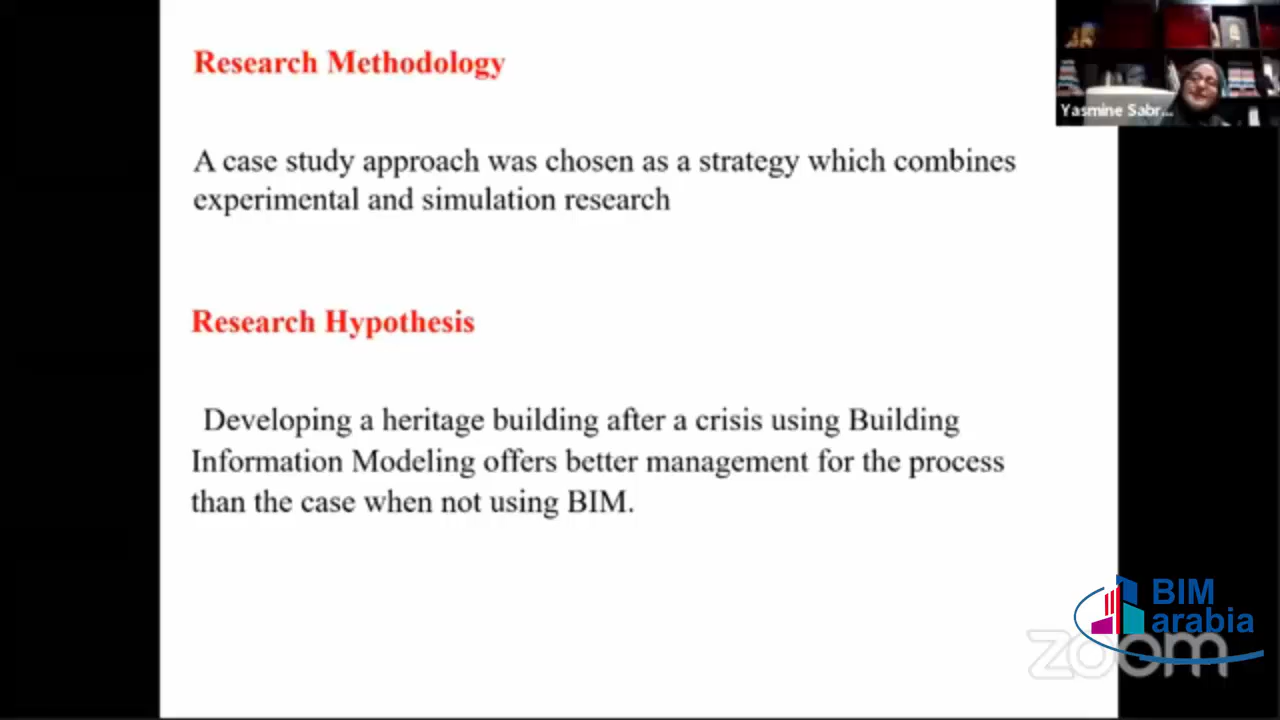 Research Methodology
Yasmine Sabr...
A case study approach was chosen as a strategy which combines
experimental and simulation research
Research Hypothesis
Developing a heritage building after a crisis using Building
Information Modeling offers better management for the process
than the case when not using BIM.
BIM
arabia
zoom